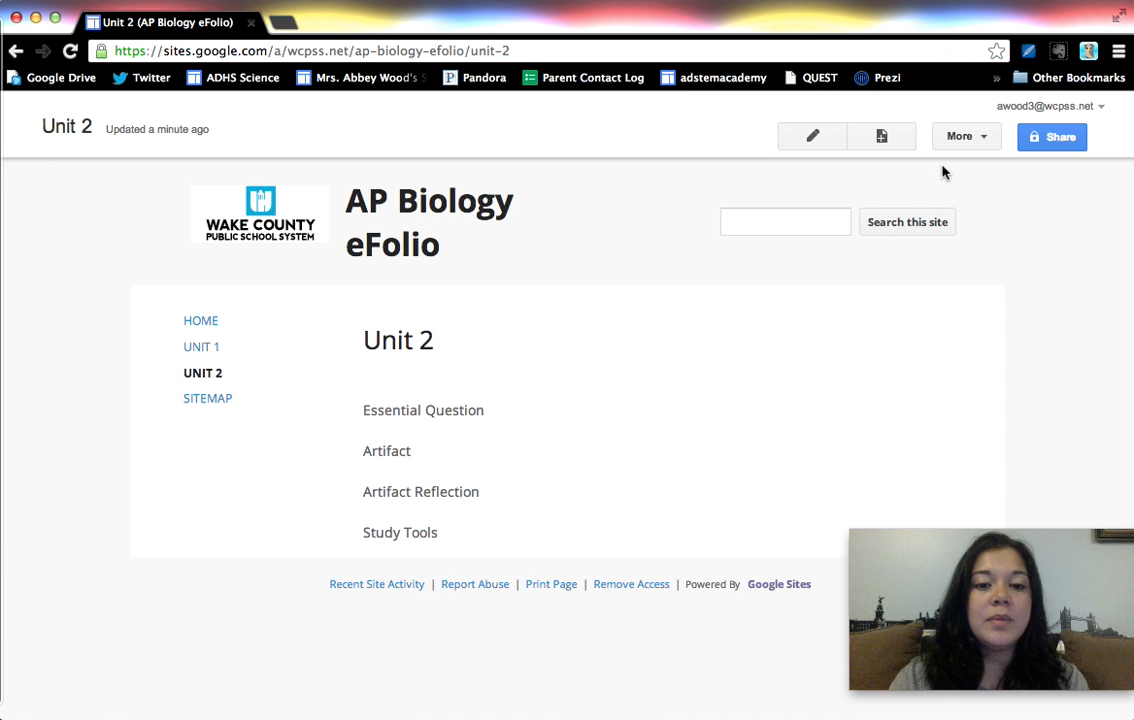 Unit 2 (AP Biology eFolio)
https://sites.google.com/a/wcpss.net/ap-biology-efolio/unit-2
Google Drive Twitter ADHS Science Mrs. Abbey Wood's Pandora Parent Contact Log adstemacademy QUEST Prezi » Other Bookmarks
awood3@wcpss.net
Unit 2 Updated a minute ago
More Share
WAKE COUNTY
PUBLIC SCHOOL SYSTEM
AP Biology
eFolio
Search this site
HOME
UNIT 1
UNIT 2
SITEMAP
Unit 2
Essential Question
Artifact
Artifact Reflection
Study Tools
Recent Site Activity | Report Abuse | Print Page | Remove Access | Powered By Google Sites